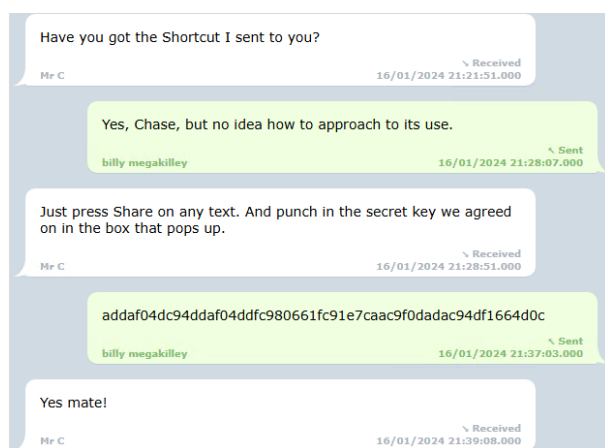 Have you got the Shortcut I sent to you?
↘ Received
Mr C 16/01/2024 21:21:51.000
Yes, Chase, but no idea how to approach to its use.
↖ Sent
billy megakilley 16/01/2024 21:28:07.000
Just press Share on any text. And punch in the secret key we agreed
on in the box that pops up.
↘ Received
Mr C 16/01/2024 21:28:51.000
addaf04dc94ddaf04ddfc980661fc91e7caac9f0dadac94df1664d0c
↖ Sent
billy megakilley 16/01/2024 21:37:03.000
Yes mate!
↘ Received
Mr C 16/01/2024 21:39:08.000